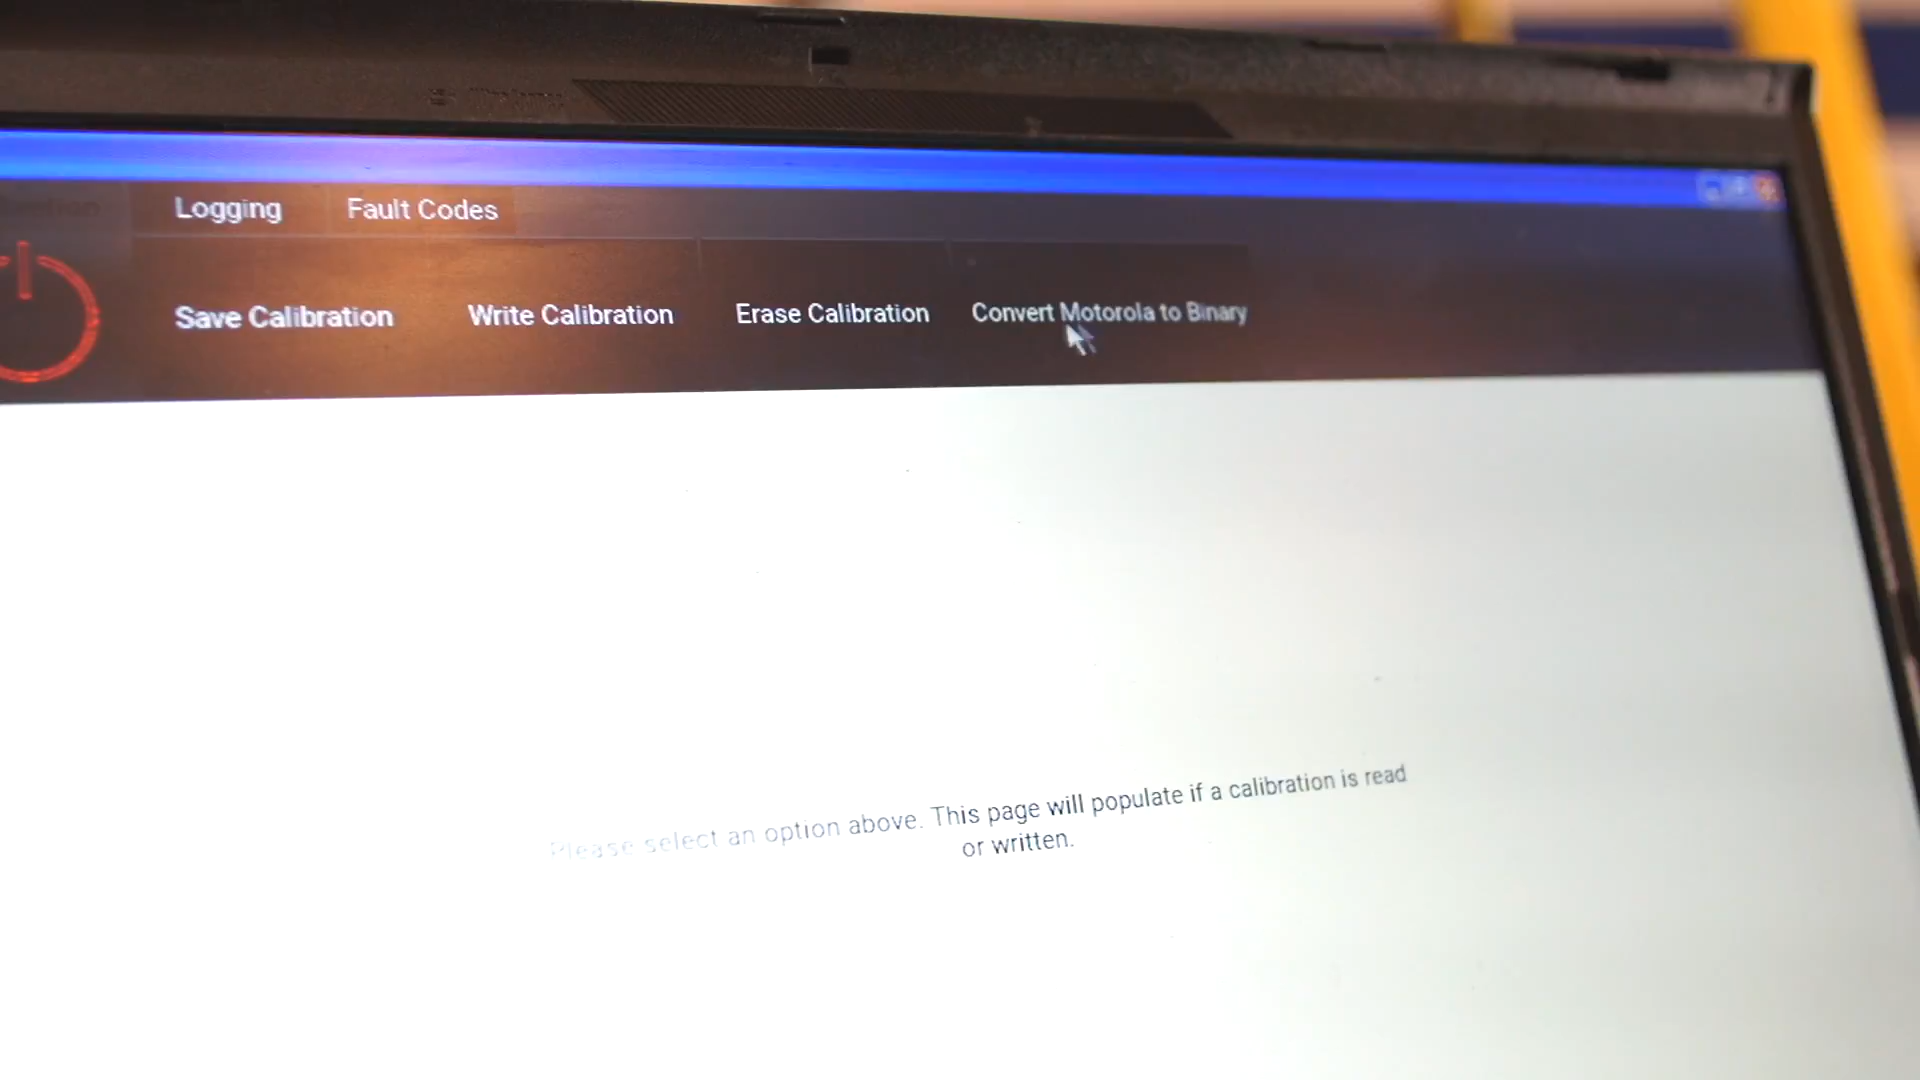 Logging Fault Codes
Save Calibration Write Calibration Erase Calibration Convert Motorola to Binary
Please select an option above. This page will populate if a calibration is read
or written.